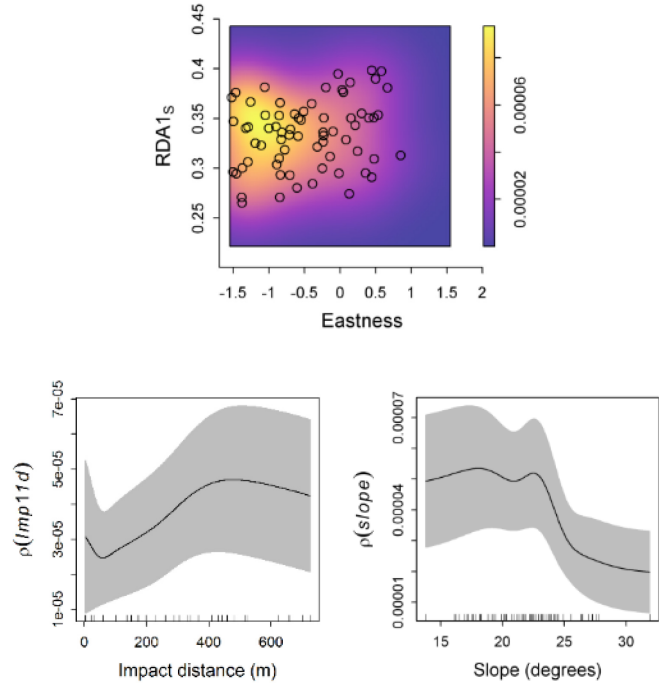 0.45
0.4
0.35
0.3
0.25
RDA1S
-1.5 -1 -0.5 0 0.5 1 1.5 2
Eastness
0.00006
0.00002
7e-05
5e-05
3e-05
1e-05
ρ(Imp11d)
0 200 400 600
Impact distance (m)
0.00007
0.00004
0.00001
ρ(slope)
15 20 25 30
Slope (degrees)